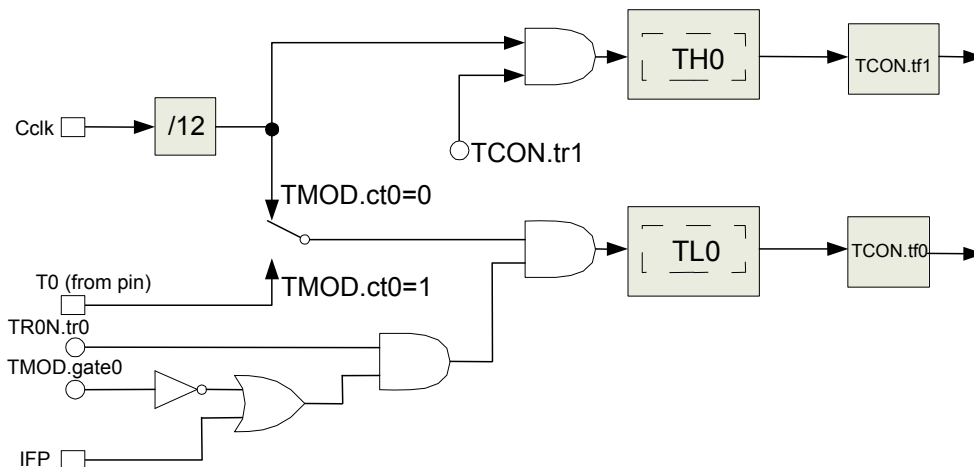 TH0
TCON.tf1
Cclk
/12
TCON.tr1
TMOD.ct0=0
TL0
TCON.tf0
T0 (from pin)
TMOD.ct0=1
TR0N.tr0
TMOD.gate0
IFP